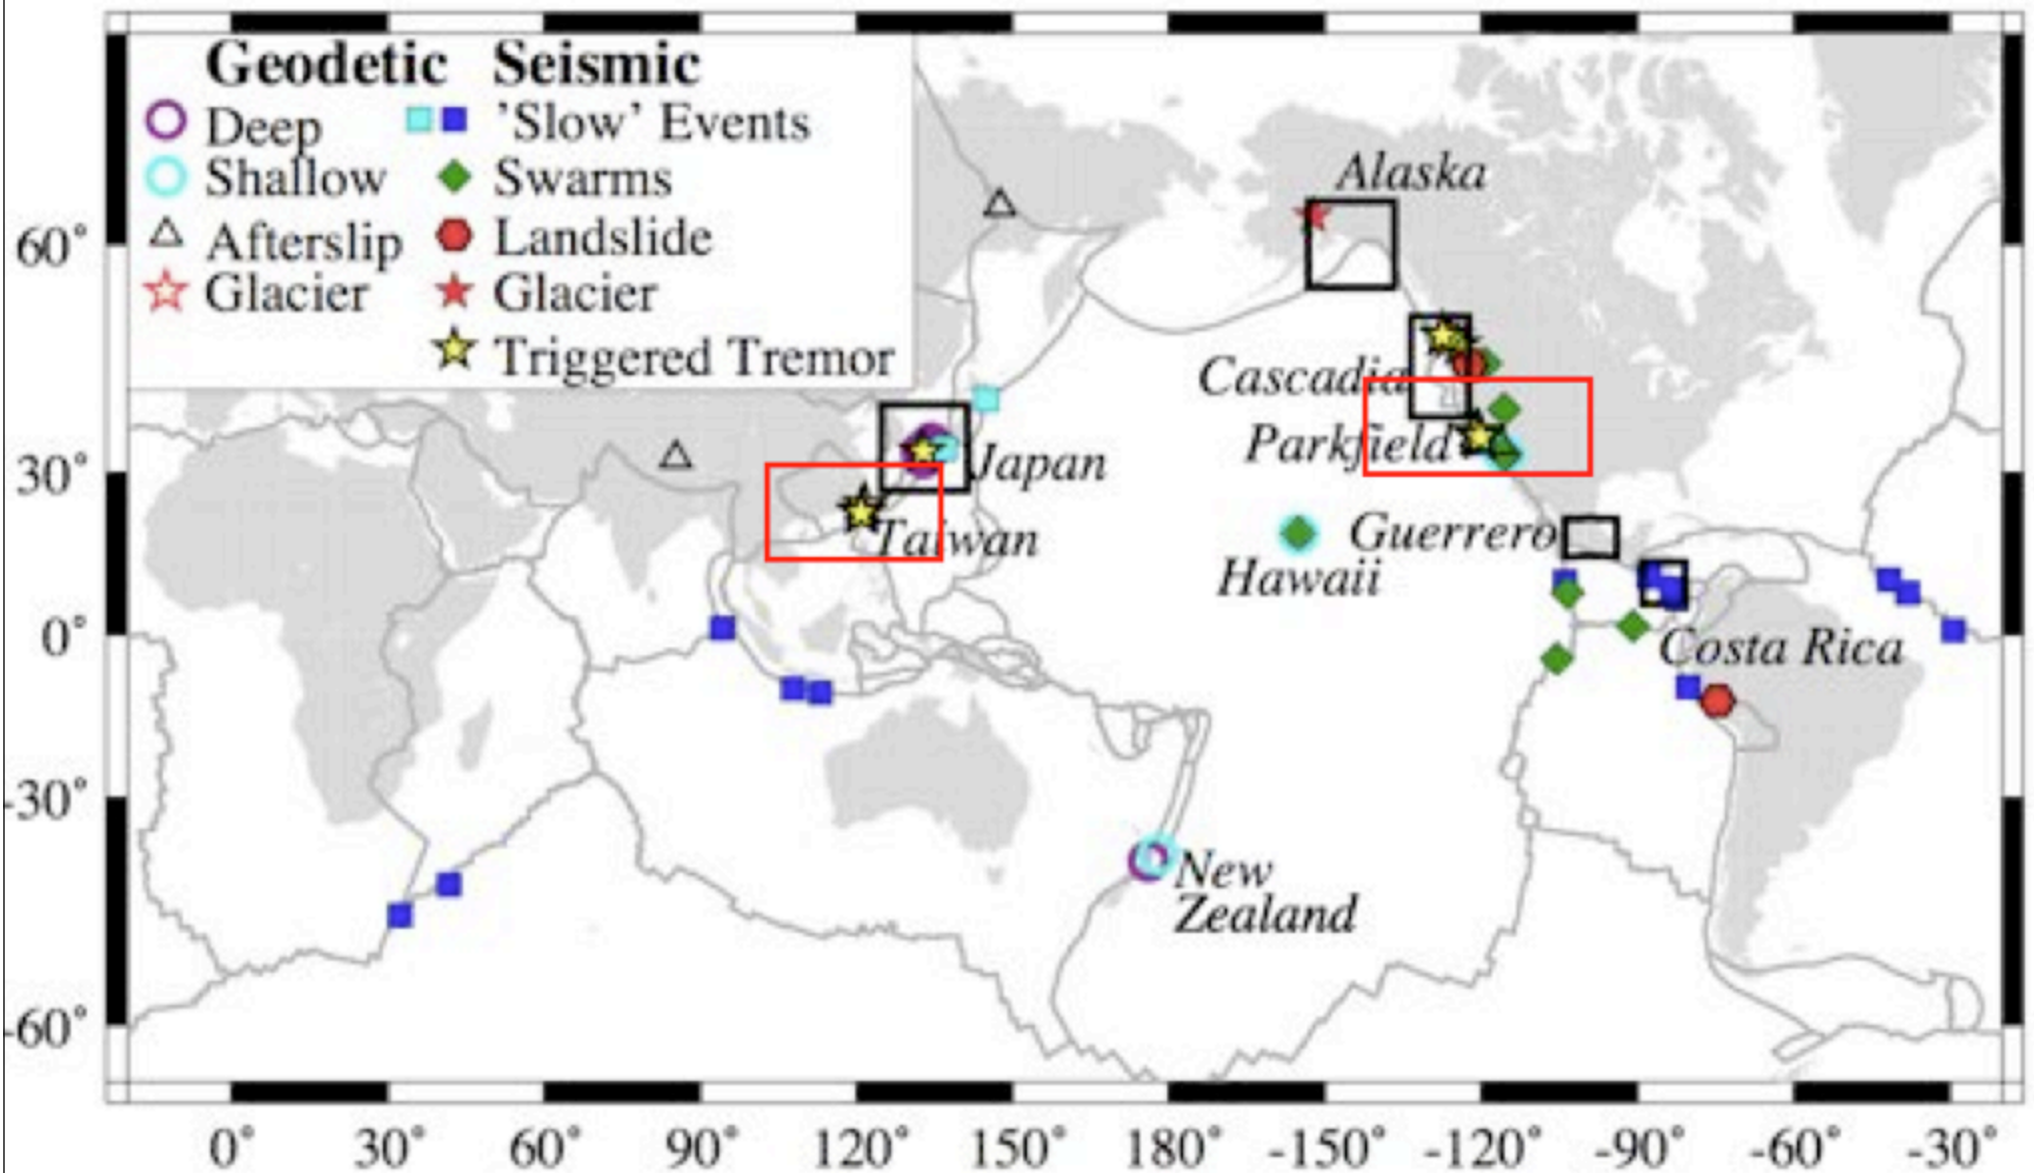 Geodetic Seismic
Deep 'Slow' Events
Shallow Swarms
Afterslip Landslide
Glacier Glacier
Triggered Tremor
Alaska
60°
Cascadia
Parkfield
Japan
30°
Taiwan
Guerrero
Hawaii
0°
Costa Rica
-30°
New
Zealand
-60°
0° 30° 60° 90° 120° 150° 180° -150° -120° -90° -60° -30°